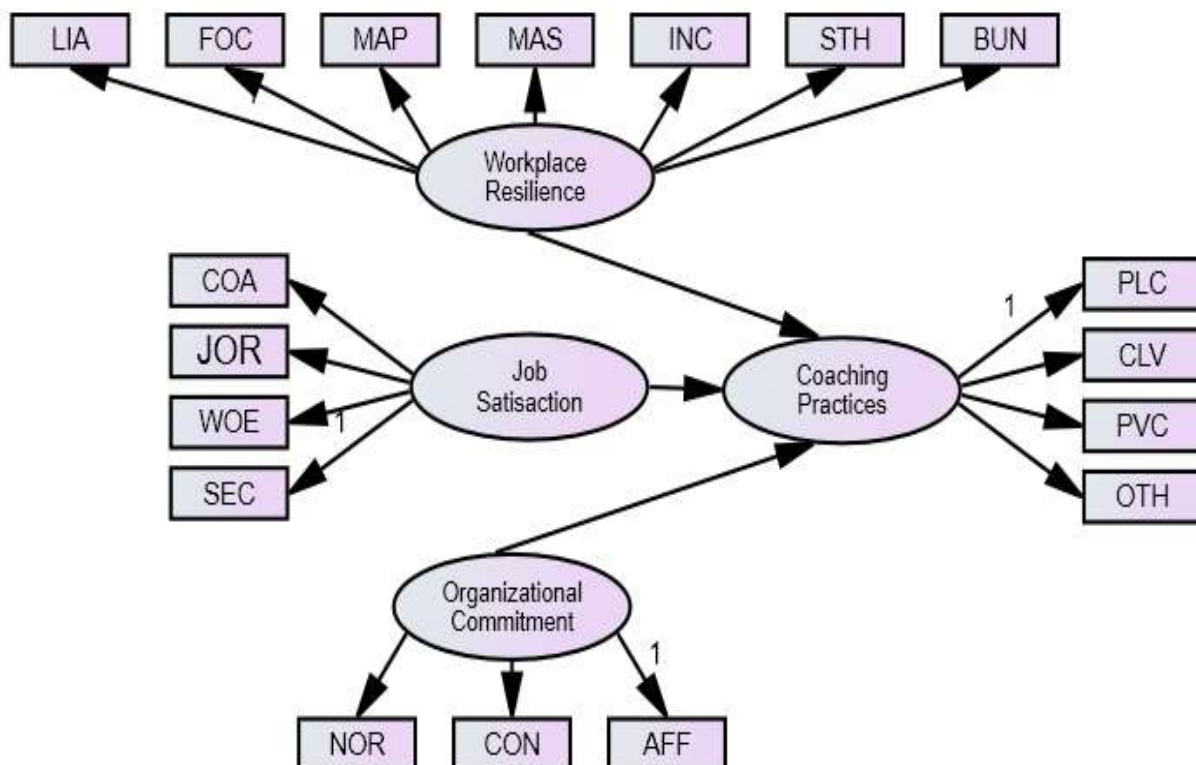 LIA
FOC
MAP
MAS
INC
STH
BUN
Workplace
Resilience
COA
JOR
WOE
1
SEC
Job
Satisaction
Coaching
Practices
1
PLC
CLV
PVC
OTH
Organizational
Commitment
1
NOR
CON
AFF